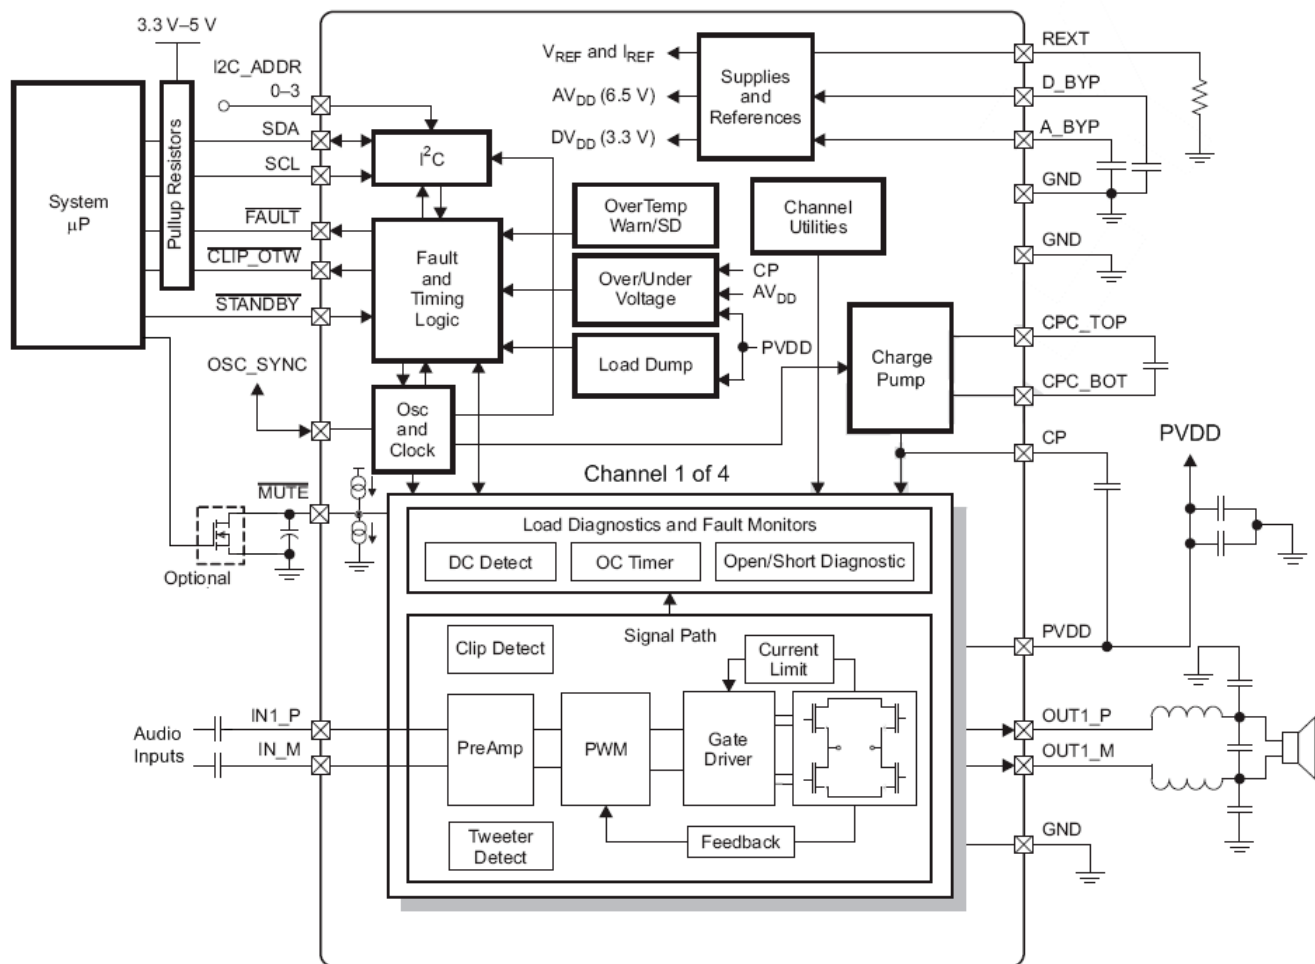 3.3 V–5 V
I2C_ADDR
0–3
SDA
SCL
FAULT
CLIP_OTW
STANDBY
System
μP
Pullup Resistors
OSC_SYNC
MUTE
Optional
I²C
Fault
and
Timing
Logic
Osc
and
Clock
VREF and IREF
AVDD (6.5 V)
DVDD (3.3 V)
Supplies
and
References
OverTemp
Warn/SD
Over/Under
Voltage
Load Dump
CP
AVDD
PVDD
Channel
Utilities
Charge
Pump
REXT
D_BYP
A_BYP
GND
GND
CPC_TOP
CPC_BOT
CP
PVDD
Channel 1 of 4
Load Diagnostics and Fault Monitors
DC Detect
OC Timer
Open/Short Diagnostic
Signal Path
Clip Detect
Current
Limit
PreAmp
PWM
Gate
Driver
Tweeter
Detect
Feedback
Audio
Inputs
IN1_P
IN_M
PVDD
OUT1_P
OUT1_M
GND